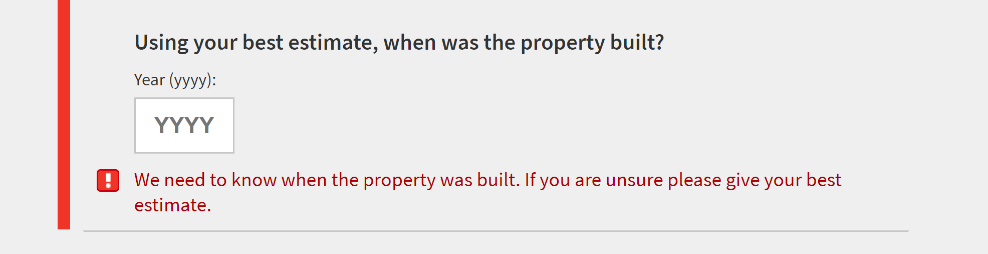 Using your best estimate, when was the property built?
Year (yyyy):
YYYY
We need to know when the property was built. If you are unsure please give your best
estimate.